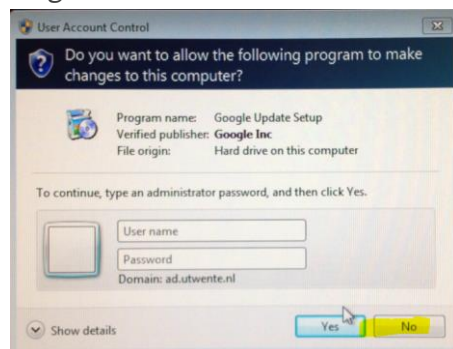 User Account Control
Do you want to allow the following program to make
changes to this computer?
Program name: Google Update Setup
Verified publisher: Google Inc
File origin: Hard drive on this computer
To continue, type an administrator password, and then click Yes.
User name
Password
Domain: ad.utwente.nl
Show details Yes No